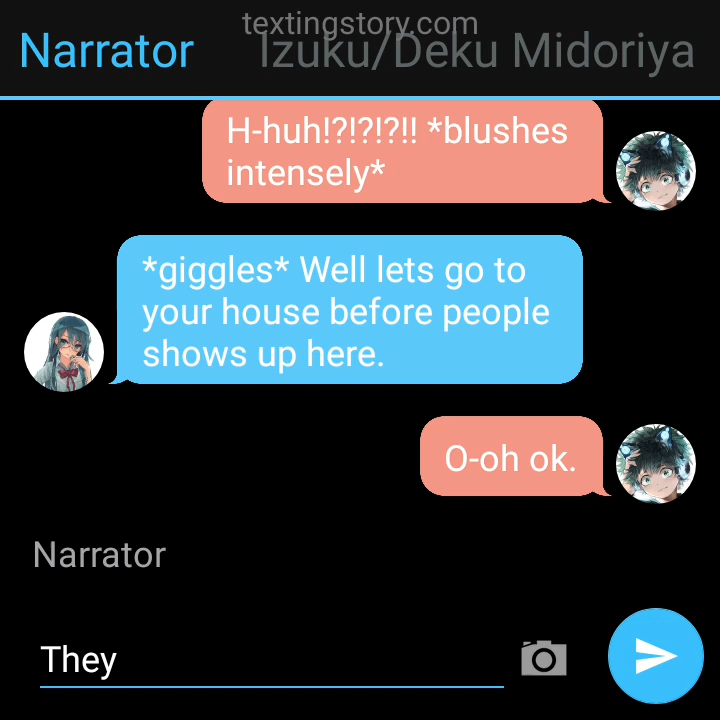 textingstory.com
Narrator Izuku/Deku Midoriya
H-huh!?!?!?!! *blushes
intensely*
*giggles* Well lets go to
your house before people
shows up here.
O-oh ok.
Narrator
They